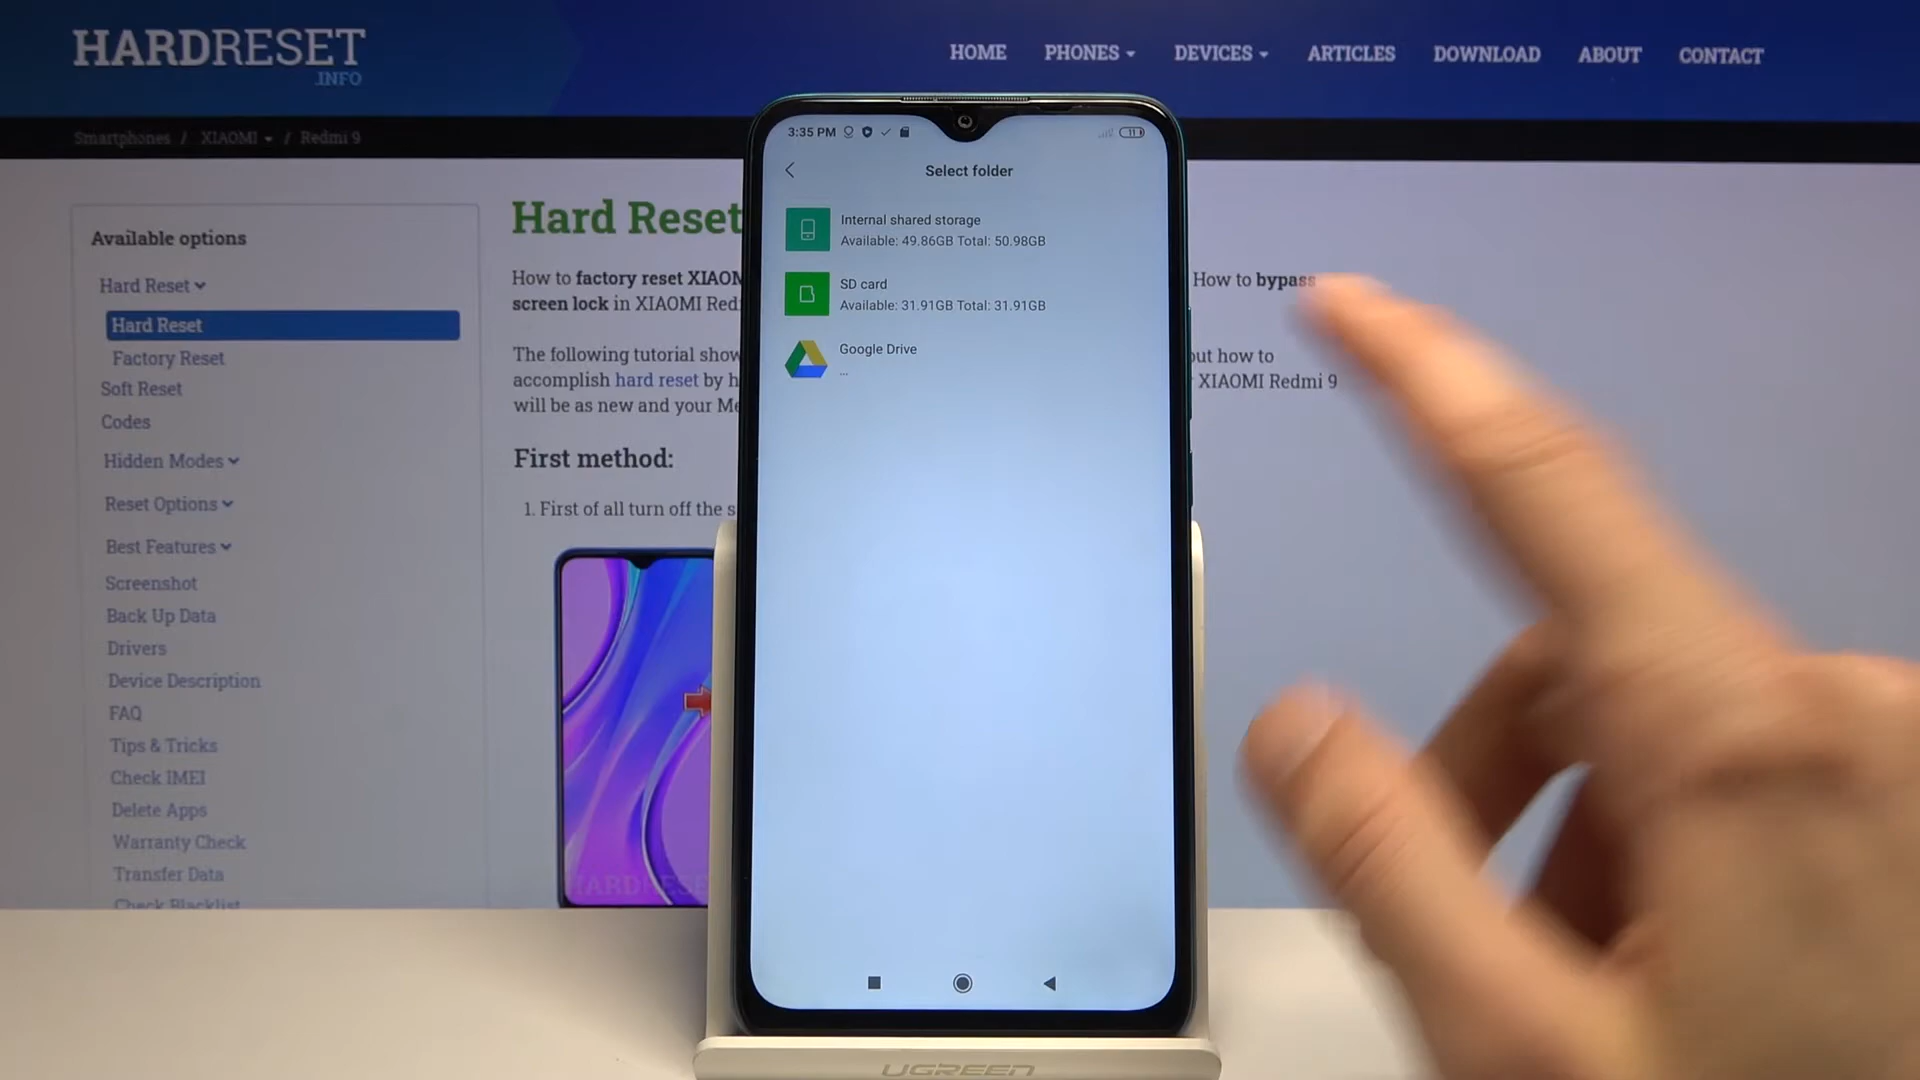 HARDRESET
.INFO
HOME PHONES DEVICES ARTICLES DOWNLOAD ABOUT CONTACT
Smartphones / XIAOMI / Redmi 9
Available options
Hard Reset
Hard Reset
Factory Reset
Soft Reset
Codes
Hidden Modes
Reset Options
Best Features
Screenshot
Back Up Data
Drivers
Device Description
FAQ
Tips & Tricks
Check IMEI
Delete Apps
Warranty Check
Transfer Data
Check Blacklist
Hard Reset
How to factory reset XIAOM
How to bypass
screen lock in XIAOMI Red
The following tutorial show
out how to
accomplish hard reset by h
XIAOMI Redmi 9
will be as new and your Me
First method:
1. First of all turn off the s
HARDRESE
3:35 PM
11
Select folder
Internal shared storage
Available: 49.86GB Total: 50.98GB
SD card
Available: 31.91GB Total: 31.91GB
Google Drive
...
UGREEN